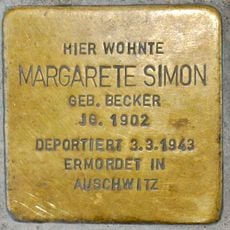 HIER WOHNTE
MARGARETE SIMON
GEB. BECKER
JG. 1902
DEPORTIERT 3.3.1943
ERMORDET IN
AUSCHWITZ